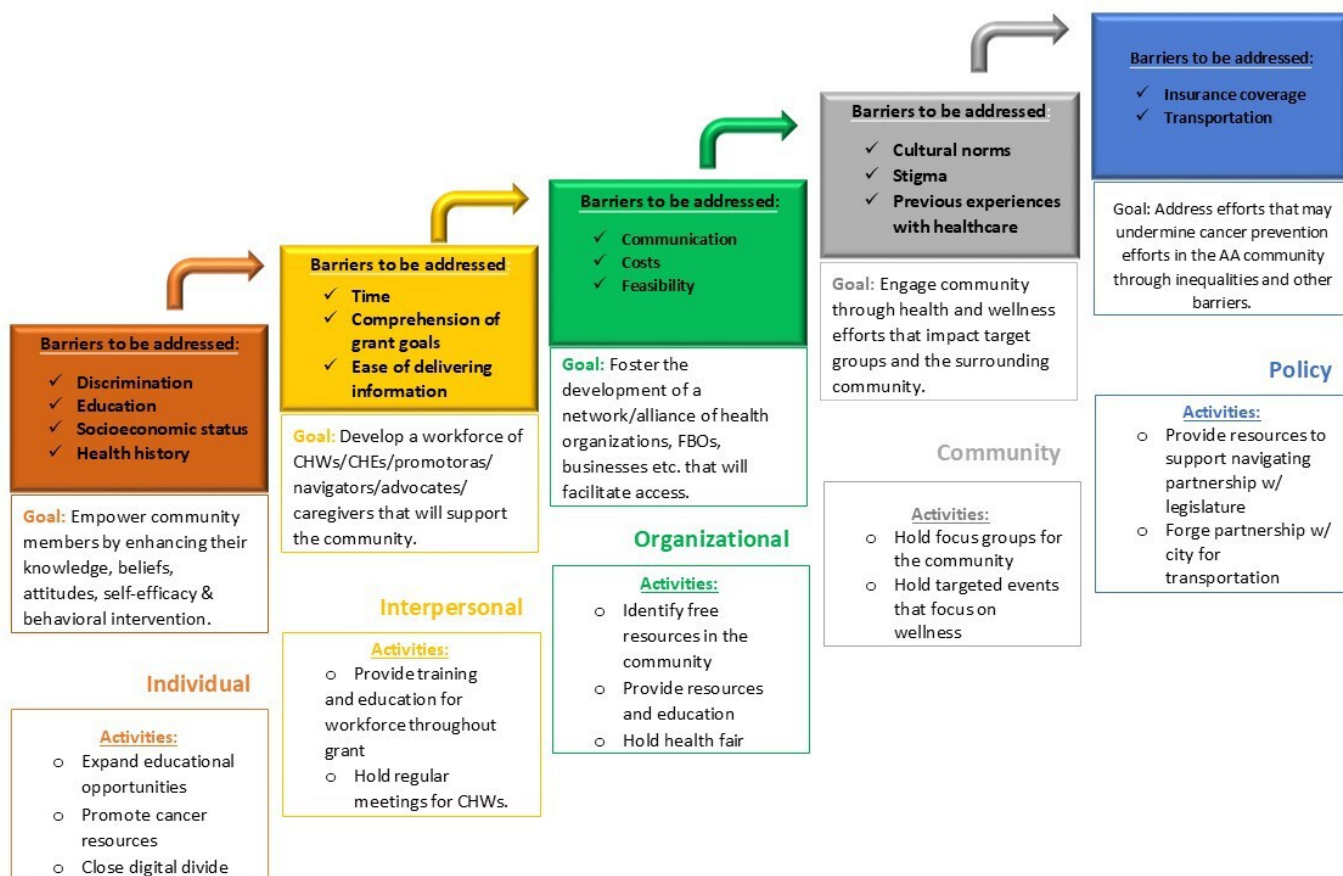 Barriers to be addressed:
✓ Discrimination
✓ Education
✓ Socioeconomic status
✓ Health history
Goal: Empower community
members by enhancing their
knowledge, beliefs,
attitudes, self-efficacy &
behavioral intervention.
Individual
Activities:
o Expand educational
opportunities
o Promote cancer
resources
o Close digital divide
Barriers to be addressed:
✓ Time
✓ Comprehension of
grant goals
✓ Ease of delivering
information
Goal: Develop a workforce of
CHWs/CHEs/promotoras/
navigators/advocates/
caregivers that will support
the community.
Interpersonal
Activities:
o Provide training
and education for
workforce throughout
grant
o Hold regular
meetings for CHWs.
Barriers to be addressed:
✓ Communication
✓ Costs
✓ Feasibility
Goal: Foster the
development of a
network/alliance of health
organizations, FBOs,
businesses etc. that will
facilitate access.
Organizational
Activities:
o Identify free
resources in the
community
o Provide resources
and education
o Hold health fair
Barriers to be addressed:
✓ Cultural norms
✓ Stigma
✓ Previous experiences
with healthcare
Goal: Engage community
through health and wellness
efforts that impact target
groups and the surrounding
community.
Community
Activities:
o Hold focus groups for
the community
o Hold targeted events
that focus on
wellness
Barriers to be addressed:
✓ Insurance coverage
✓ Transportation
Goal: Address efforts that may
undermine cancer prevention
efforts in the AA community
through inequalities and other
barriers.
Policy
Activities:
o Provide resources to
support navigating
partnership w/
legislature
o Forge partnership w/
city for
transportation